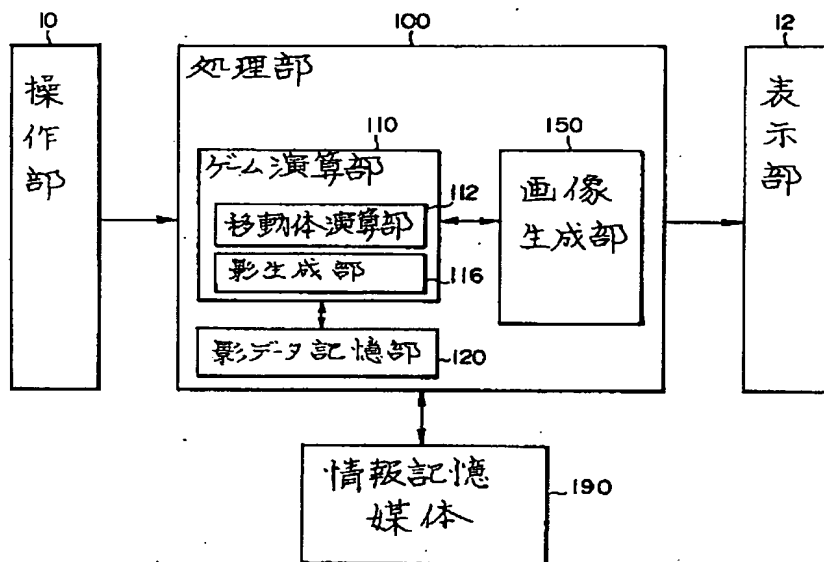 10
操作部
100
処理部
110
ゲーム演算部
112
移動体演算部
影生成部
116
影データ記憶部
120
150
画像
生成部
12
表示部
情報記憶
媒体
190